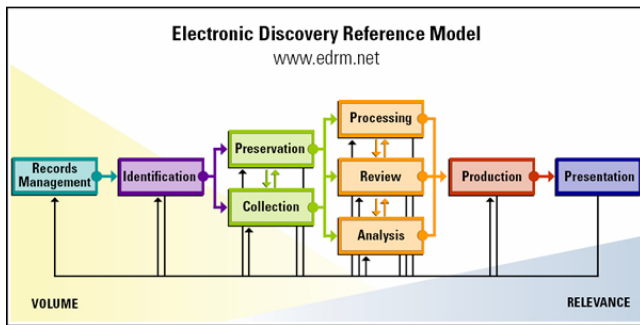 Electronic Discovery Reference Model
www.edrm.net
Records
Management
Identification
Preservation
Collection
Processing
Review
Analysis
Production
Presentation
VOLUME
RELEVANCE